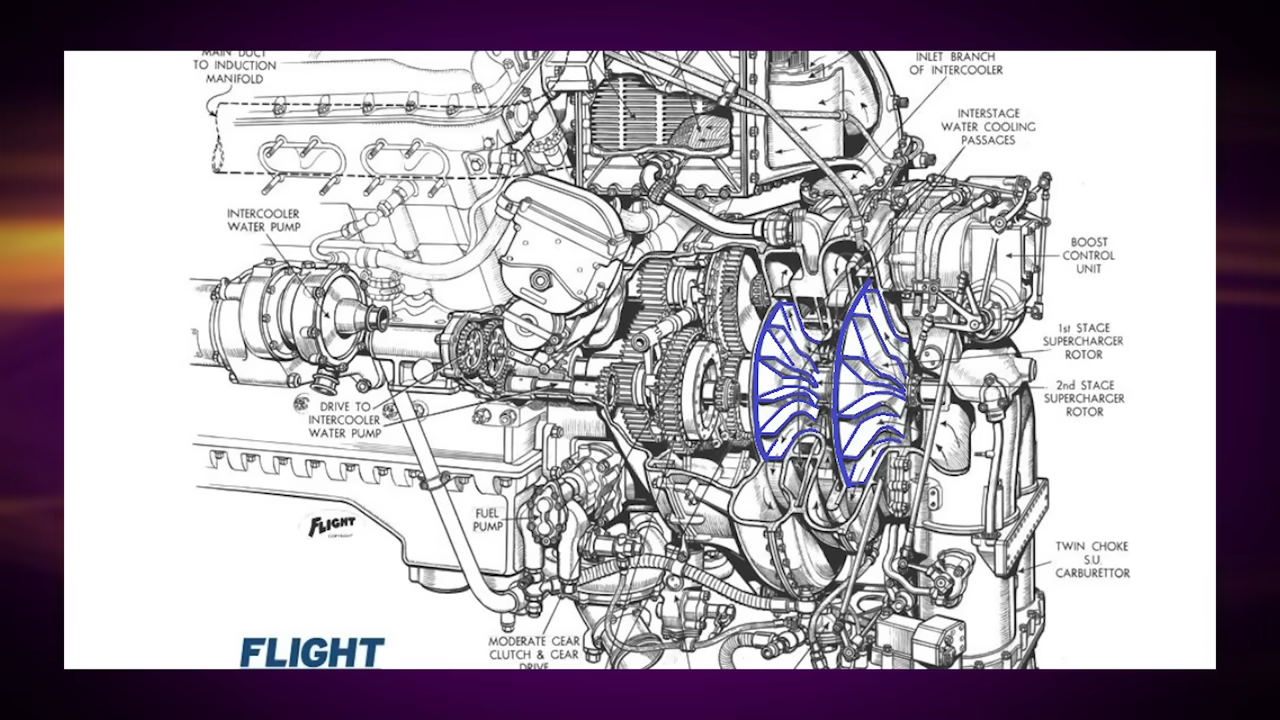 MAIN DUCT
TO INDUCTION
MANIFOLD
INLET BRANCH
OF INTERCOOLER
INTERSTAGE
WATER COOLING
PASSAGES
INTERCOOLER
WATER PUMP
BOOST
CONTROL
UNIT
1st STAGE
SUPERCHARGER
ROTOR
2nd STAGE
SUPERCHARGER
ROTOR
DRIVE TO
INTERCOOLER
WATER PUMP
FLIGHT
COPYRIGHT
FUEL
PUMP
TWIN CHOKE
S.U.
CARBURETTOR
MODERATE GEAR
CLUTCH & GEAR
DRIVE
FLIGHT